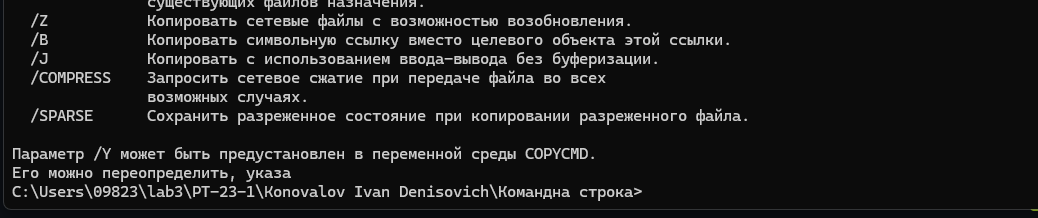 существующих файлов назначения.
/Z Копировать сетевые файлы с возможностью возобновления.
/B Копировать символьную ссылку вместо целевого объекта этой ссылки.
/J Копировать с использованием ввода-вывода без буферизации.
/COMPRESS Запросить сетевое сжатие при передаче файла во всех
возможных случаях.
/SPARSE Сохранить разреженное состояние при копировании разреженного файла.
Параметр /Y может быть предустановлен в переменной среды COPYCMD.
Его можно переопределить, указа
C:\Users\09823\lab3\PT-23-1\Konovalov Ivan Denisovich\Командна строка>